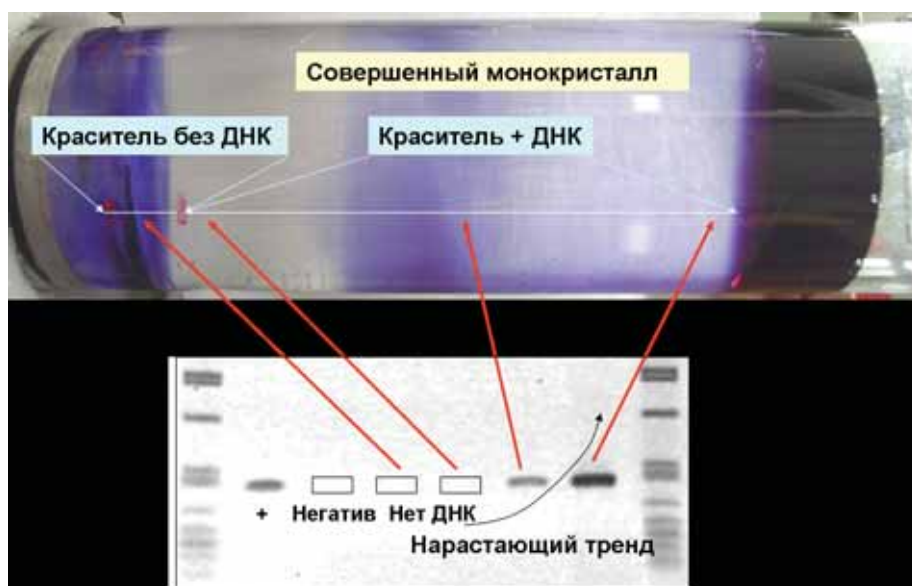 Совершенный монокристалл
Краситель без ДНК
Краситель + ДНК
+
Негатив
Нет ДНК
Нарастающий тренд